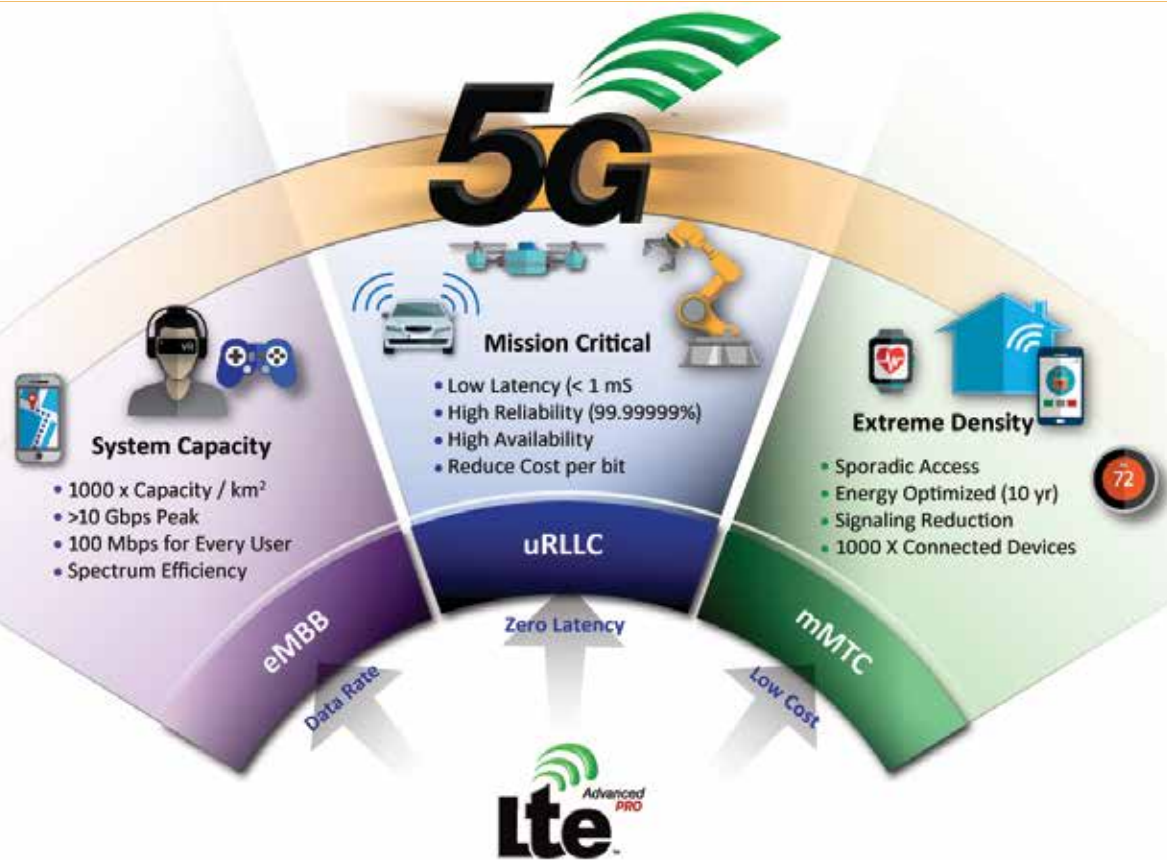 5G
VR
System Capacity
• 1000 x Capacity / km²
• >10 Gbps Peak
• 100 Mbps for Every User
• Spectrum Efficiency
eMBB
Data Rate
Mission Critical
• Low Latency (< 1 mS
• High Reliability (99.99999%)
• High Availability
• Reduce Cost per bit
uRLLC
Zero Latency
Extreme Density
• Sporadic Access
• Energy Optimized (10 yr)
• Signaling Reduction
• 1000 X Connected Devices
72
mMTC
Low Cost
Lte Advanced
PRO